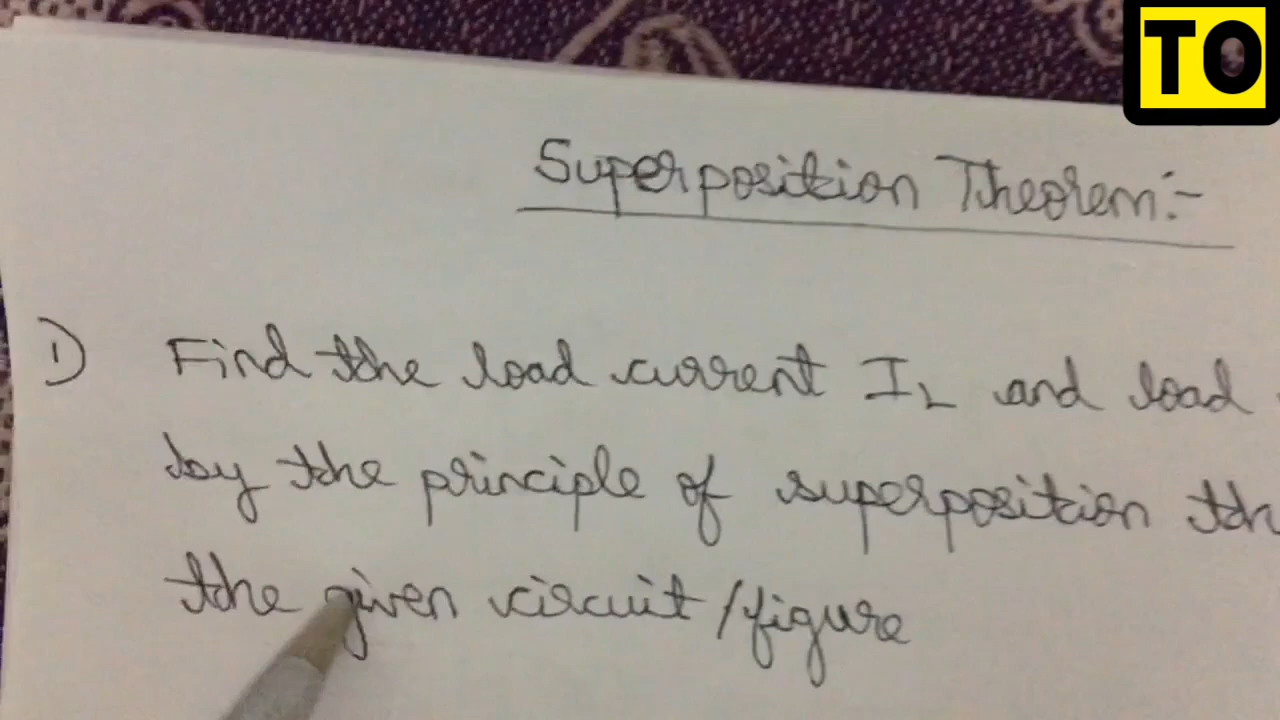 TO
Superposition Theorem:-
1) Find the load current IL and load
by the principle of superposition th
the given circuit/figure